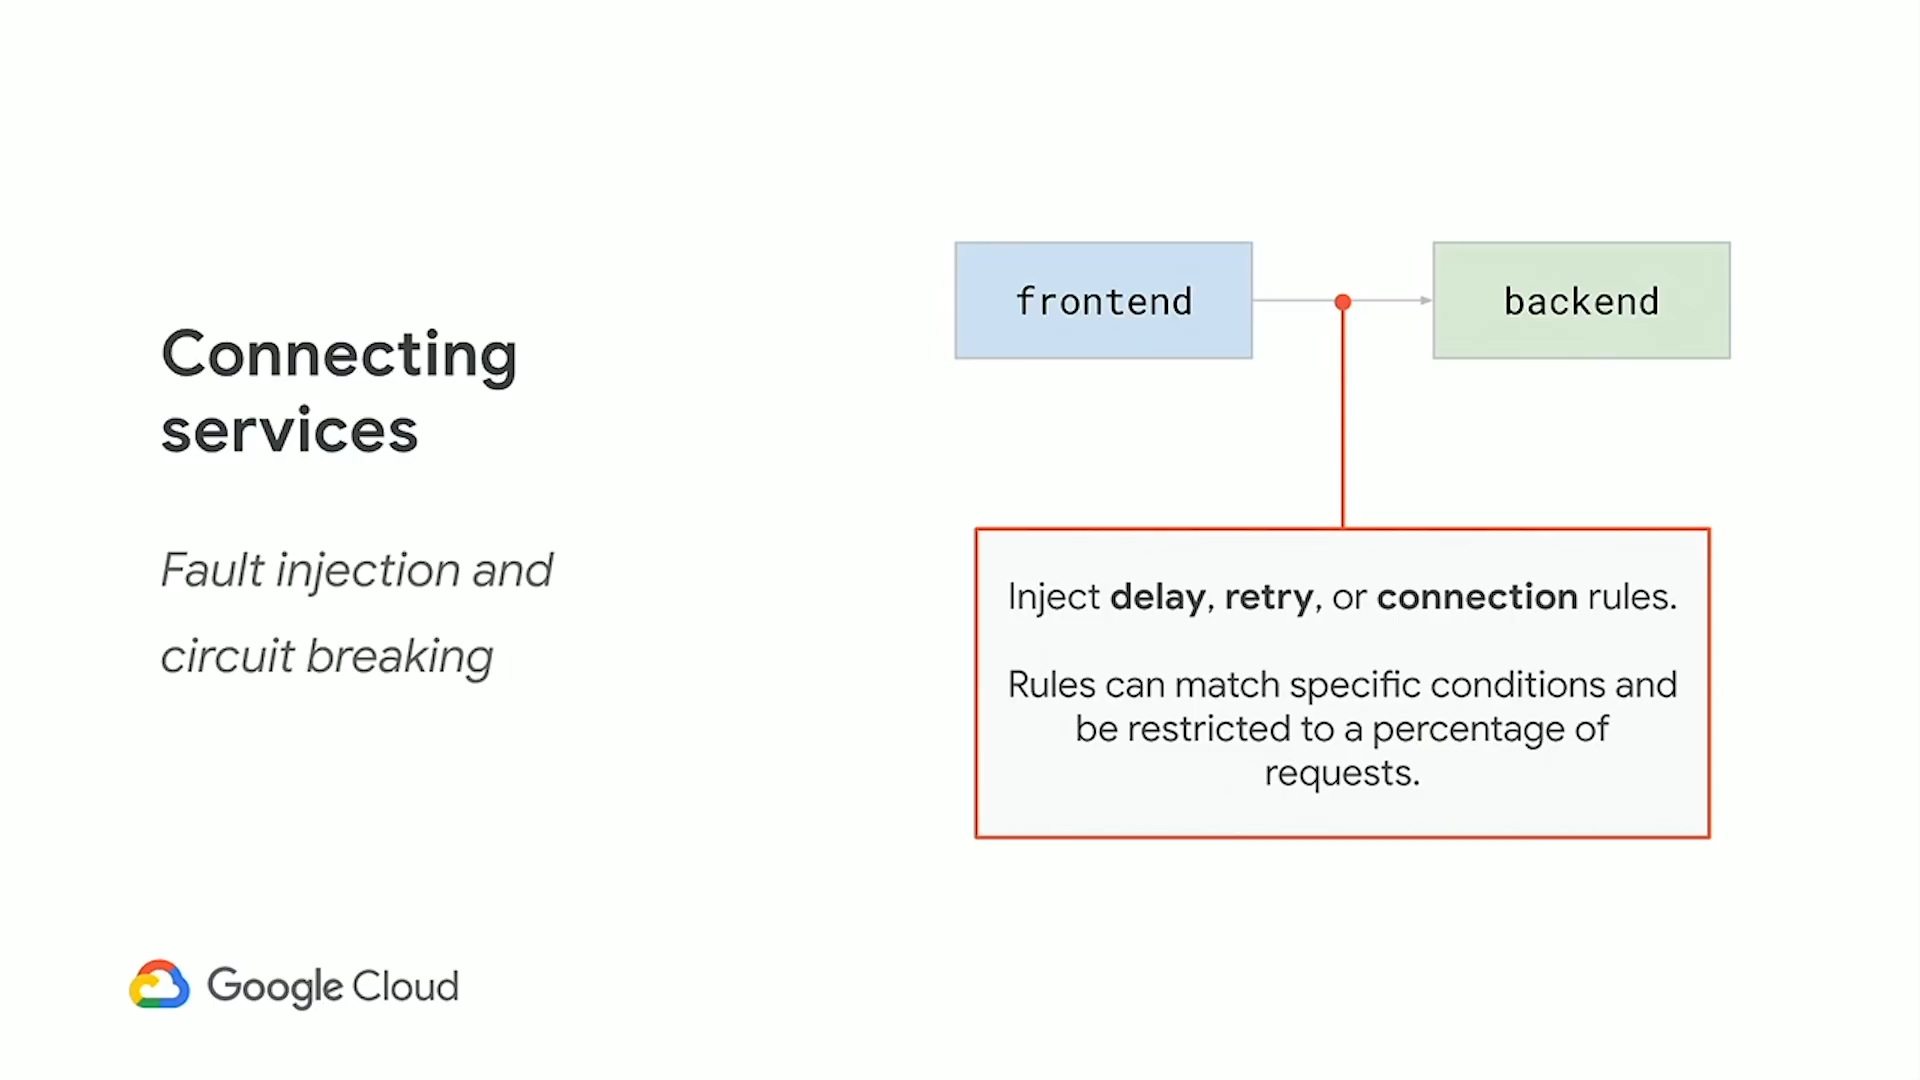 Connecting
services
Fault injection and
circuit breaking
frontend
backend
Inject delay, retry, or connection rules.
Rules can match specific conditions and
be restricted to a percentage of
requests.
Google Cloud